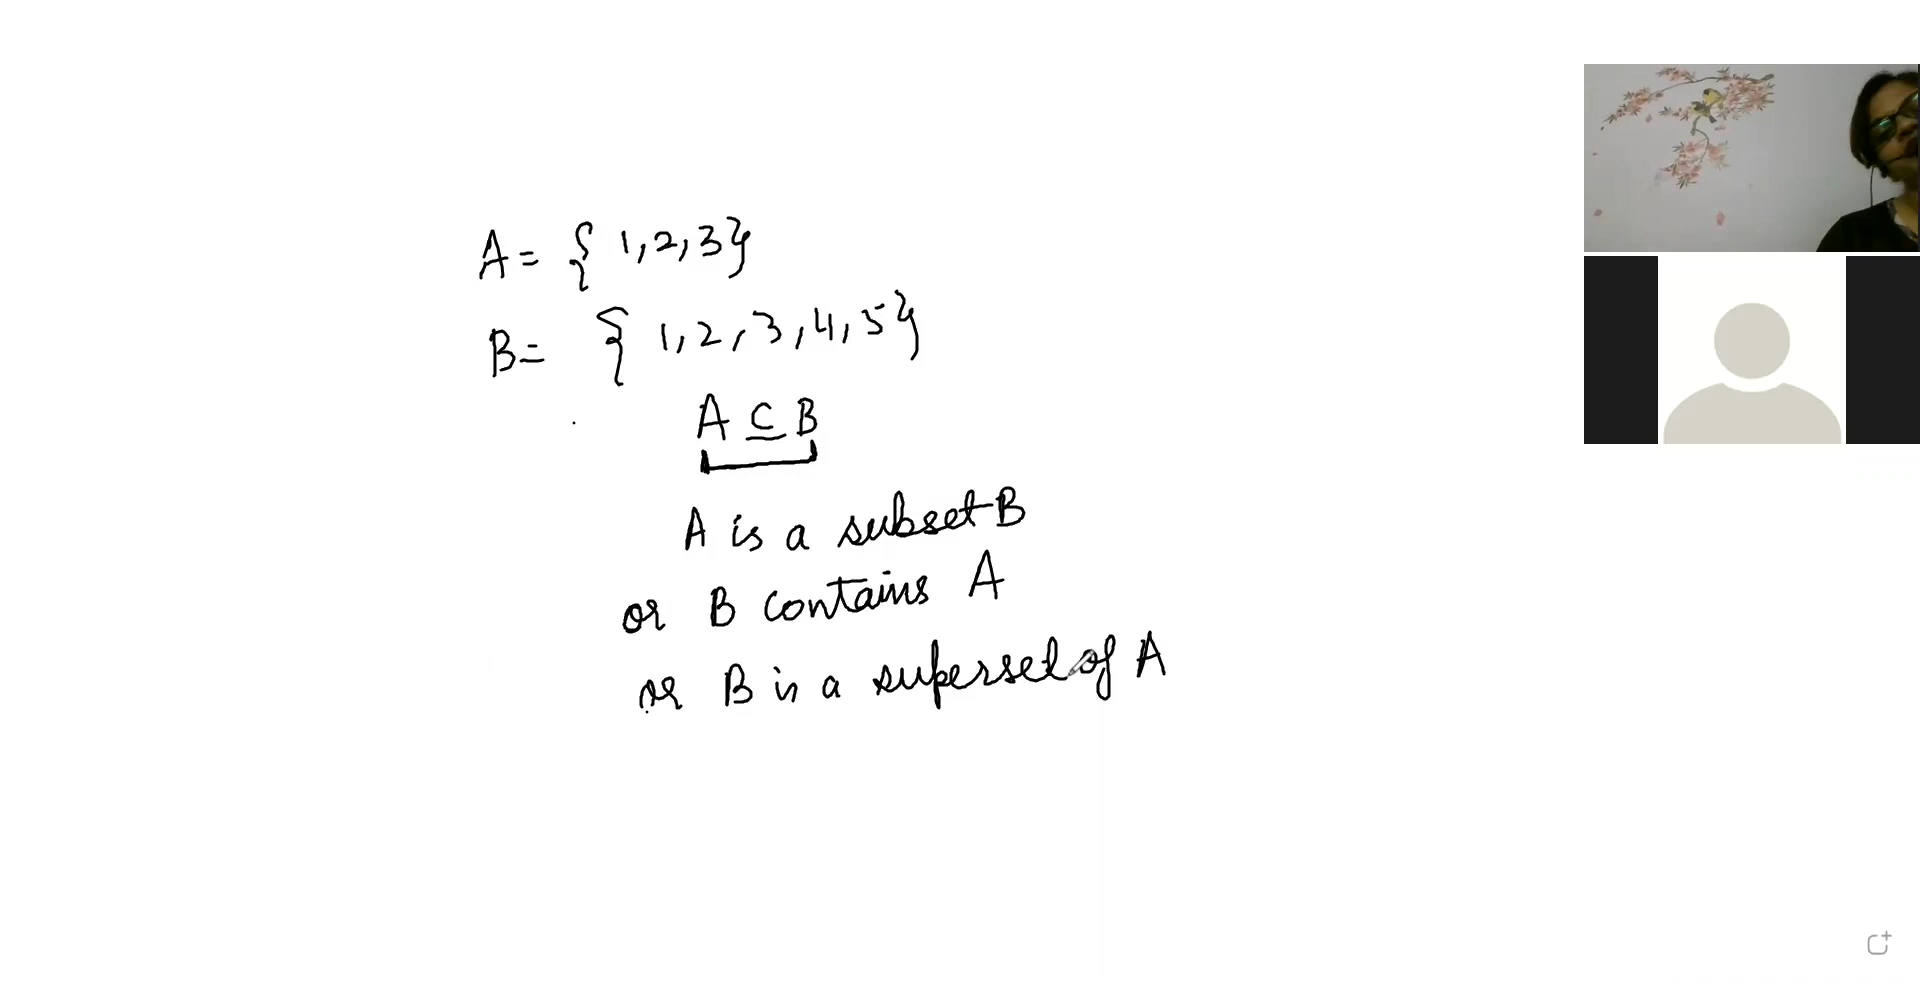 A = { 1, 2, 3}
B = { 1, 2, 3, 4, 5}
A ⊆ B
A is a subset B
or B contains A
or B is a superset of A